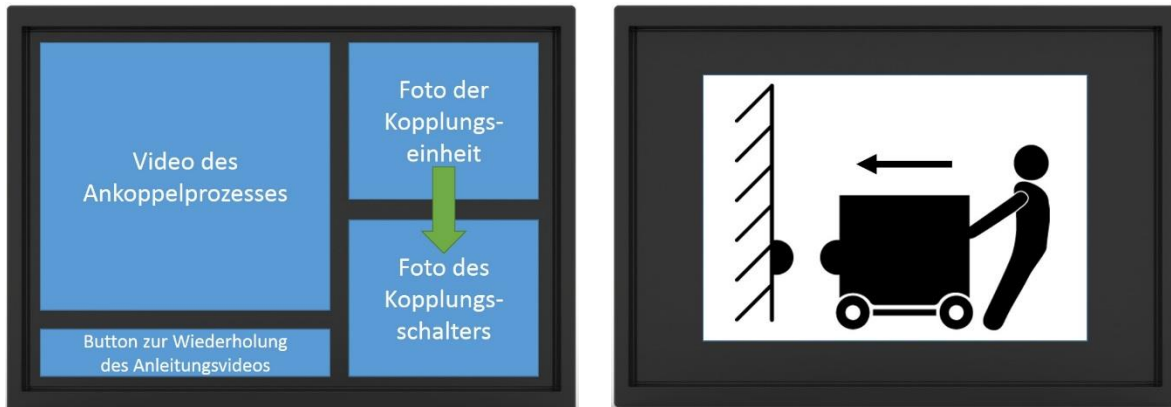 Video des
Ankoppelprozesses
Button zur Wiederholung
des Anleitungsvideos
Foto der
Kopplungs-
einheit
Foto des
Kopplungs-
schalters